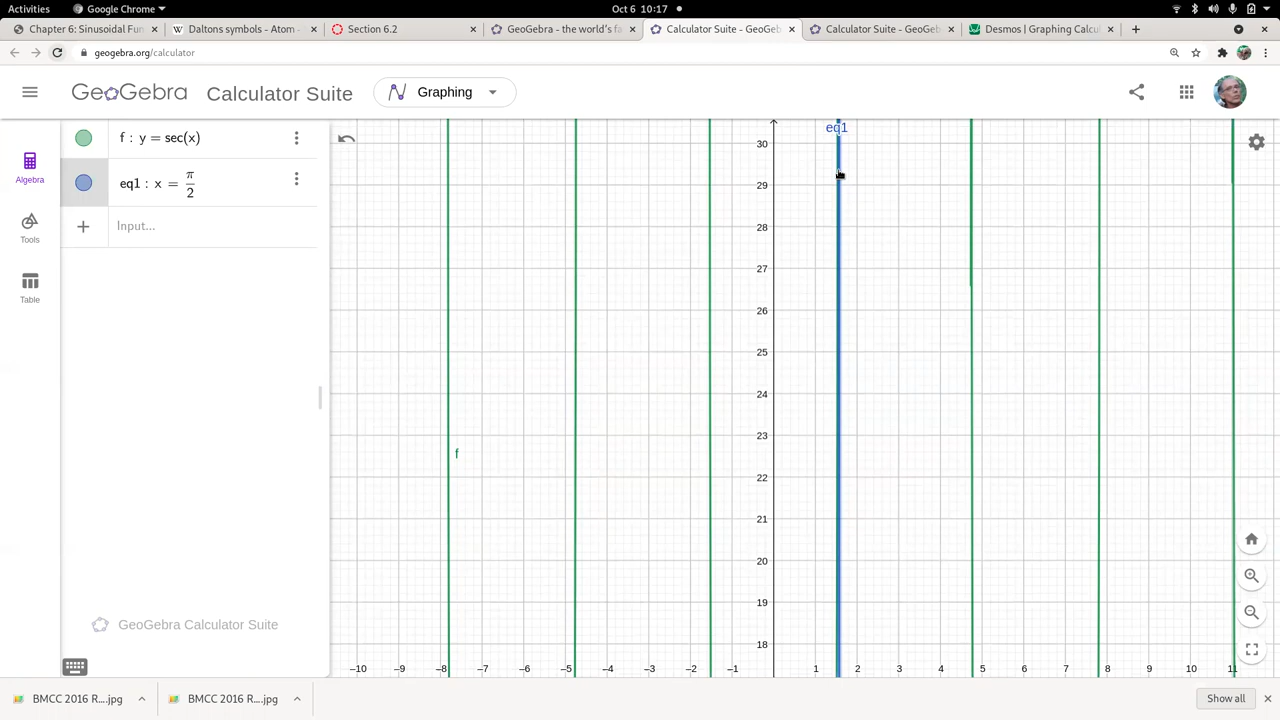 Activities
Google Chrome
Oct 6 10:17
Chapter 6: Sinusoidal Fun
Daltons symbols - Atom -
Section 6.2
GeoGebra - the world's fa
Calculator Suite - GeoGeb
Calculator Suite - GeoGeb
Desmos | Graphing Calcu
geogebra.org/calculator
GeoGebra Calculator Suite
Graphing
f : y = sec(x)
eq1 : x = π/2
Input...
Algebra
Tools
Table
eq1
f
30
29
28
27
26
25
24
23
22
21
20
19
18
–10 –9 –8 –7 –6 –5 –4 –3 –2 –1 1 2 3 4 5 6 7 8 9 10 11
GeoGebra Calculator Suite
BMCC 2016 R....jpg
BMCC 2016 R....jpg
Show all